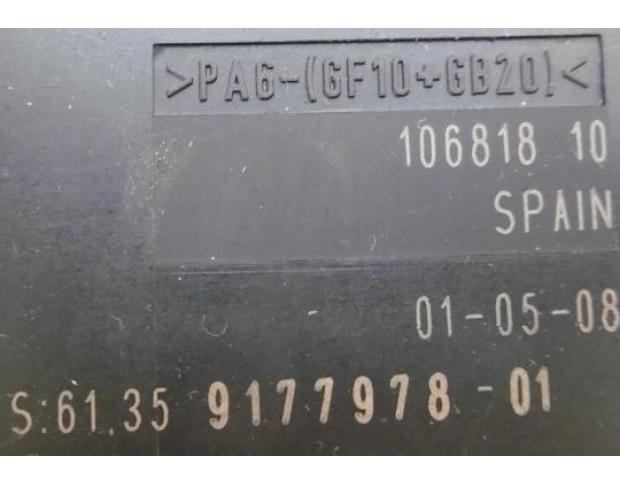 >PA6-(GF10+GB20)<
106818 10
SPAIN
01-05-08
S:61.35 9177978-01